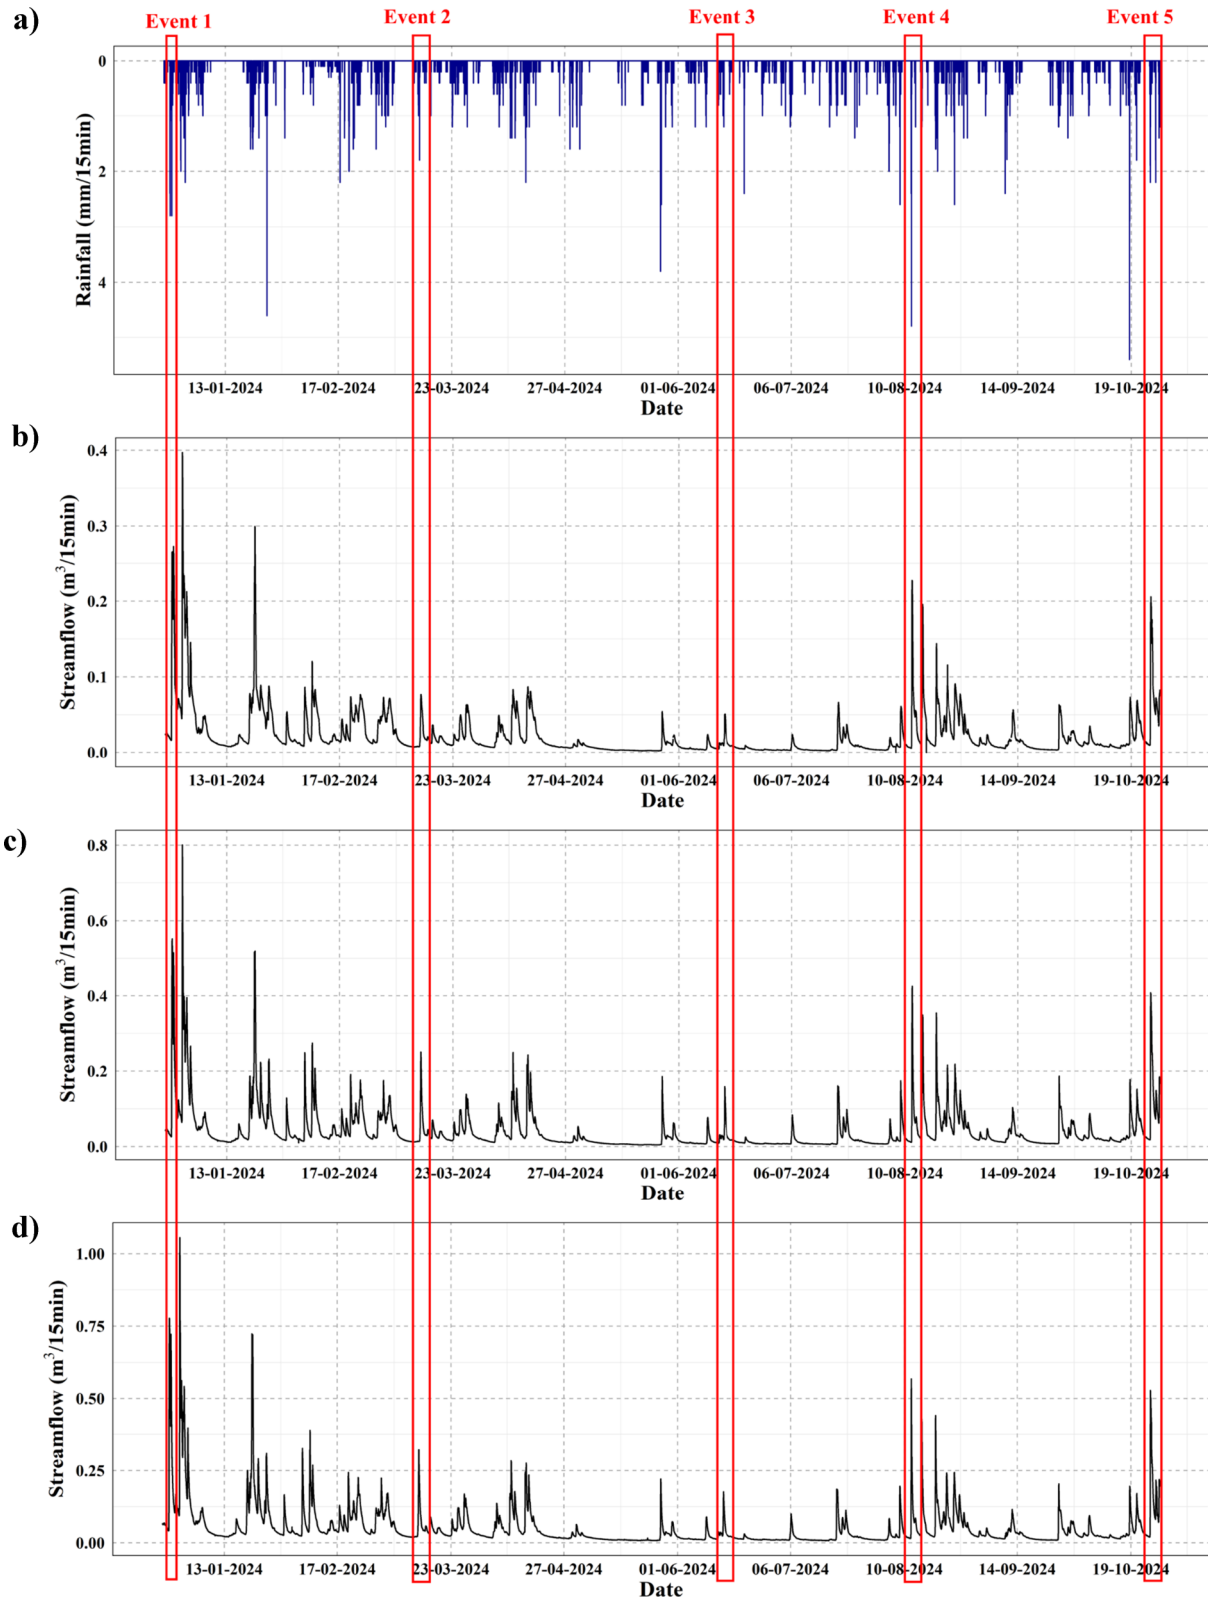 a) Event 1 Event 2 Event 3 Event 4 Event 5
0
2
4
Rainfall (mm/15min)
13-01-2024 17-02-2024 23-03-2024 27-04-2024 01-06-2024 06-07-2024 10-08-2024 14-09-2024 19-10-2024
Date
b)
0.4
0.3
0.2
0.1
0.0
Streamflow (m³/15min)
13-01-2024 17-02-2024 23-03-2024 27-04-2024 01-06-2024 06-07-2024 10-08-2024 14-09-2024 19-10-2024
Date
c)
0.8
0.6
0.4
0.2
0.0
Streamflow (m³/15min)
13-01-2024 17-02-2024 23-03-2024 27-04-2024 01-06-2024 06-07-2024 10-08-2024 14-09-2024 19-10-2024
Date
d)
1.00
0.75
0.50
0.25
0.00
Streamflow (m³/15min)
13-01-2024 17-02-2024 23-03-2024 27-04-2024 01-06-2024 06-07-2024 10-08-2024 14-09-2024 19-10-2024
Date